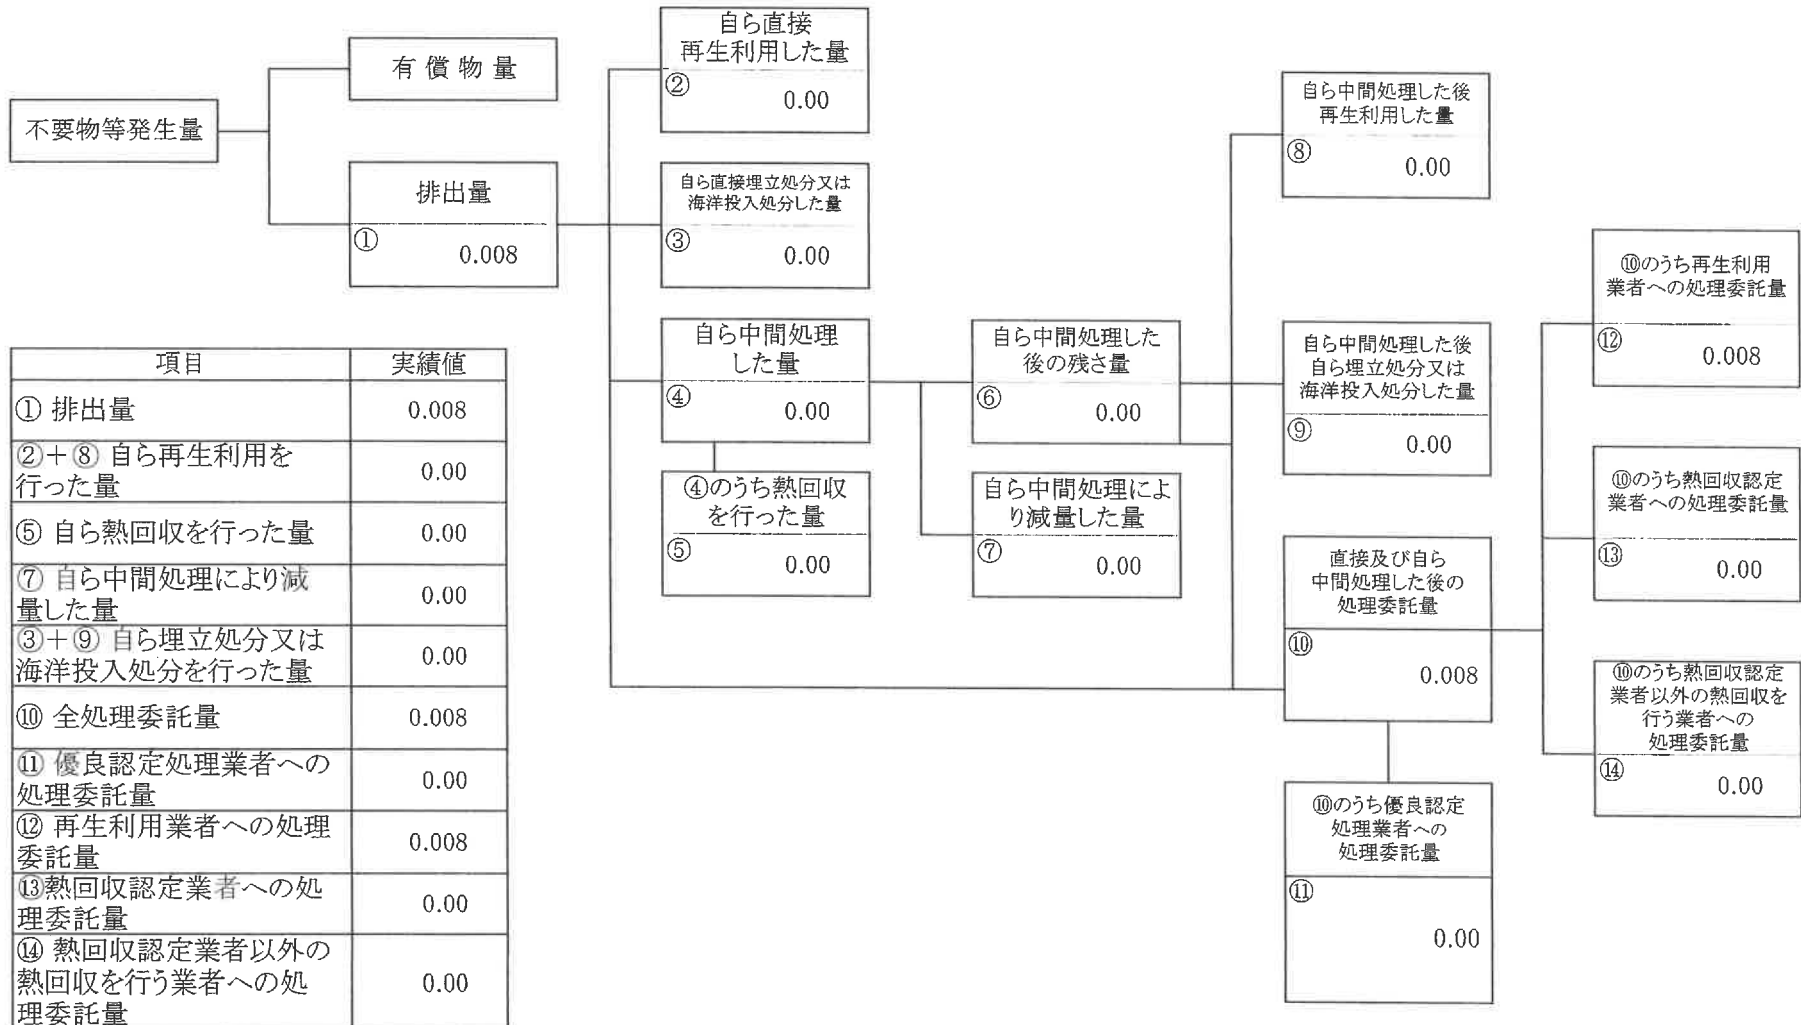 不要物等発生量
有償物量
排出量
①
0.008
自ら直接
再生利用した量
②
0.00
自ら直接埋立処分又は
海洋投入処分した量
③
0.00
自ら中間処理
した量
④
0.00
④のうち熱回収
を行った量
⑤
0.00
自ら中間処理した
後の残さ量
⑥
0.00
自ら中間処理によ
り減量した量
⑦
0.00
自ら中間処理した後
再生利用した量
⑧
0.00
自ら中間処理した後
自ら埋立処分又は
海洋投入処分した量
⑨
0.00
直接及び自ら
中間処理した後の
処理委託量
⑩
0.008
⑩のうち優良認定
処理業者への
処理委託量
⑪
0.00
⑩のうち再生利用
業者への処理委託量
⑫
0.008
⑩のうち熱回収認定
業者への処理委託量
⑬
0.00
⑩のうち熱回収認定
業者以外の熱回収を
行う業者への
処理委託量
⑭
0.00
項目 実績値
① 排出量 0.008
②+⑧ 自ら再生利用を
行った量 0.00
⑤ 自ら熱回収を行った量 0.00
⑦ 自ら中間処理により減
量した量 0.00
③+⑨ 自ら埋立処分又は
海洋投入処分を行った量 0.00
⑩ 全処理委託量 0.008
⑪ 優良認定処理業者への
処理委託量 0.00
⑫ 再生利用業者への処理
委託量 0.008
⑬熱回収認定業者への処
理委託量 0.00
⑭ 熱回収認定業者以外の
熱回収を行う業者への処
理委託量 0.00